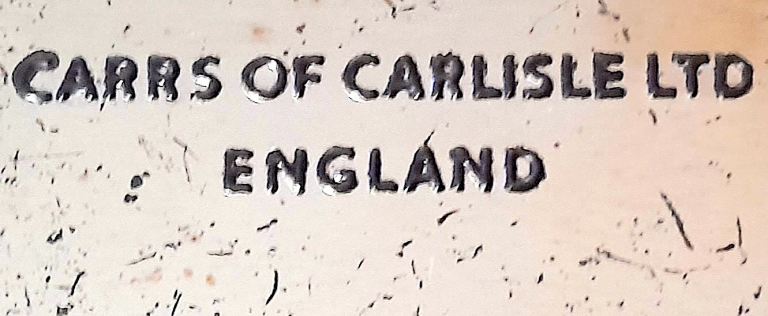 CARRS OF CARLISLE LTD
ENGLAND